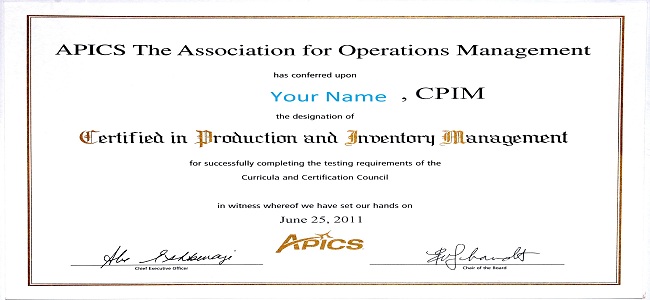 APICS The Association for Operations Management
has conferred upon
Your Name , CPIM
the designation of
Certified in Production and Inventory Management
for successfully completing the testing requirements of the
Curricula and Certification Council
in witness whereof we have set our hands on
June 25, 2011
APICS
Chief Executive Officer
Chair of the Board